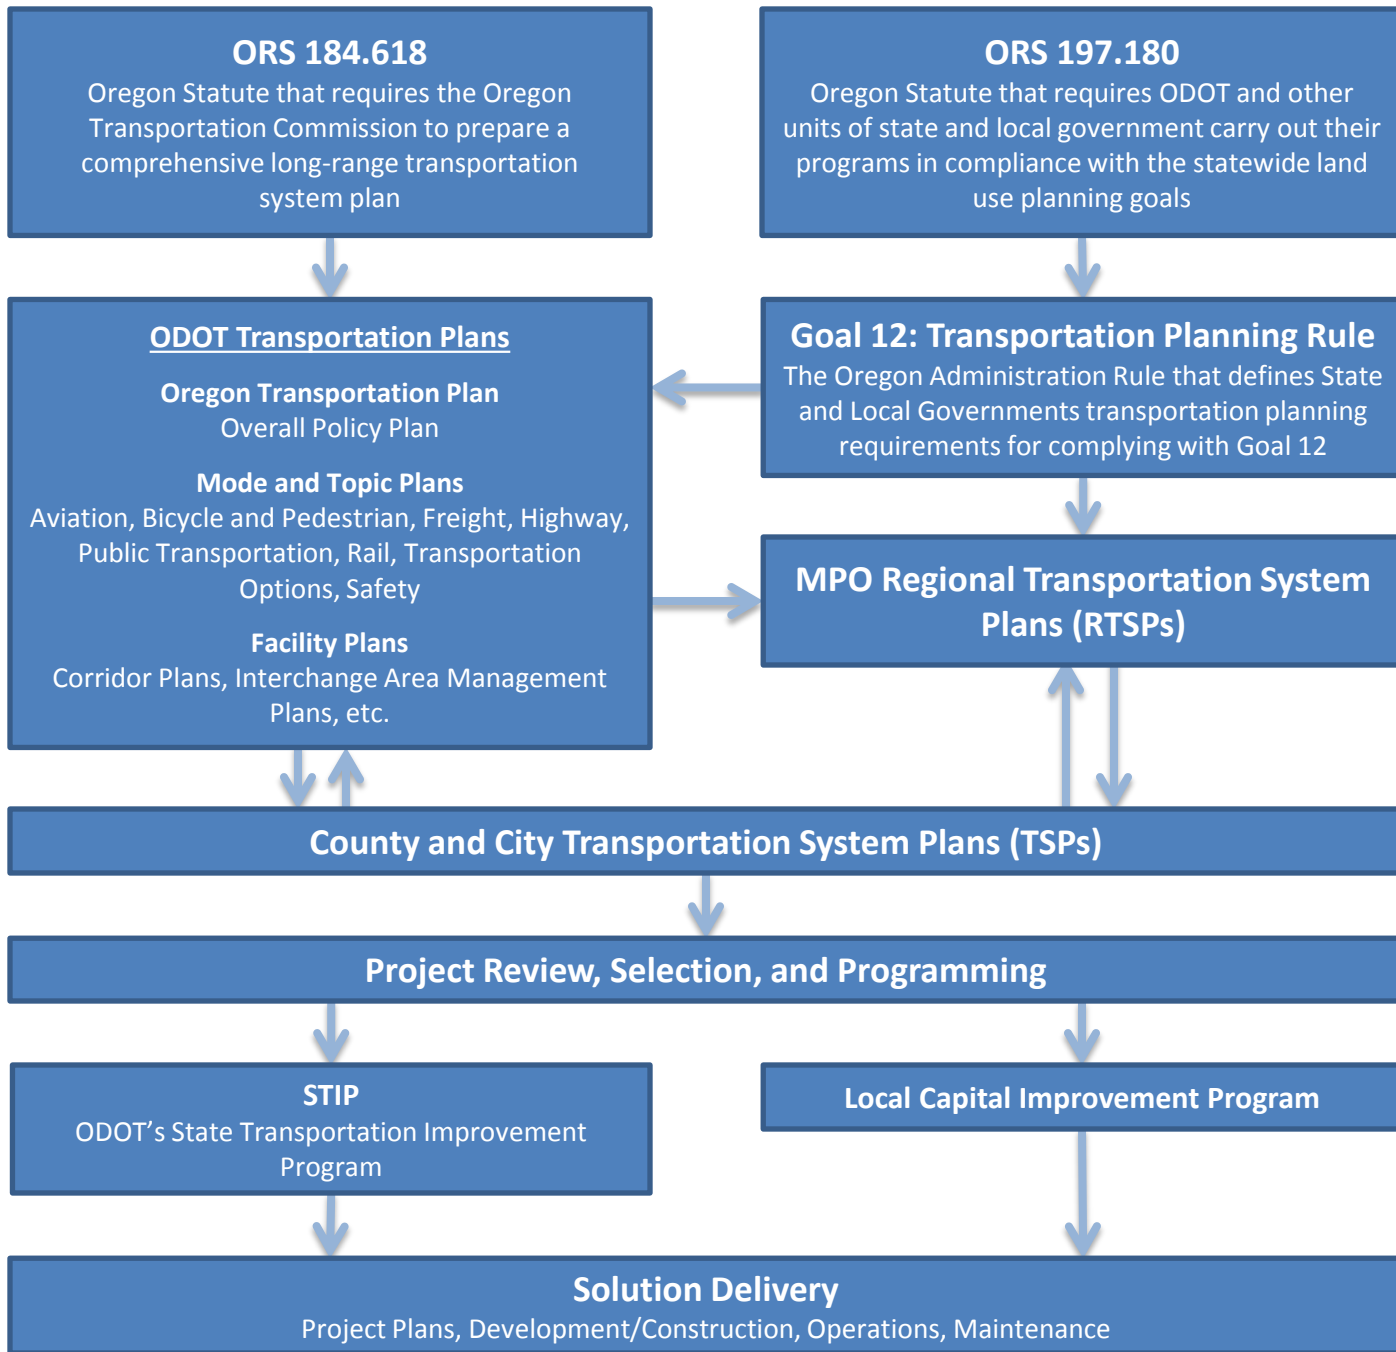 ORS 184.618
Oregon Statute that requires the Oregon
Transportation Commission to prepare a
comprehensive long-range transportation
system plan
ORS 197.180
Oregon Statute that requires ODOT and other
units of state and local government carry out their
programs in compliance with the statewide land
use planning goals
ODOT Transportation Plans
Oregon Transportation Plan
Overall Policy Plan
Mode and Topic Plans
Aviation, Bicycle and Pedestrian, Freight, Highway,
Public Transportation, Rail, Transportation
Options, Safety
Facility Plans
Corridor Plans, Interchange Area Management
Plans, etc.
Goal 12: Transportation Planning Rule
The Oregon Administration Rule that defines State
and Local Governments transportation planning
requirements for complying with Goal 12
MPO Regional Transportation System
Plans (RTSPs)
County and City Transportation System Plans (TSPs)
Project Review, Selection, and Programming
STIP
ODOT’s State Transportation Improvement
Program
Local Capital Improvement Program
Solution Delivery
Project Plans, Development/Construction, Operations, Maintenance